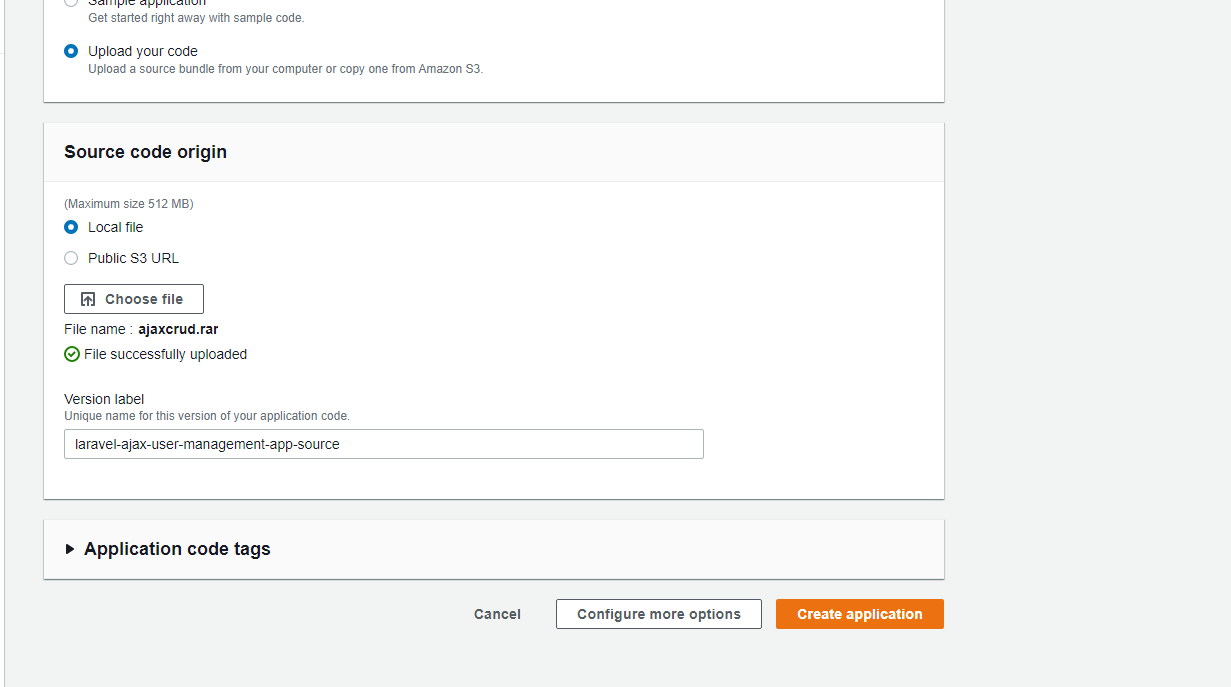 Sample application
Get started right away with sample code.
Upload your code
Upload a source bundle from your computer or copy one from Amazon S3.
Source code origin
(Maximum size 512 MB)
Local file
Public S3 URL
Choose file
File name : ajaxcrud.rar
File successfully uploaded
Version label
Unique name for this version of your application code.
laravel-ajax-user-management-app-source
Application code tags
Cancel
Configure more options
Create application